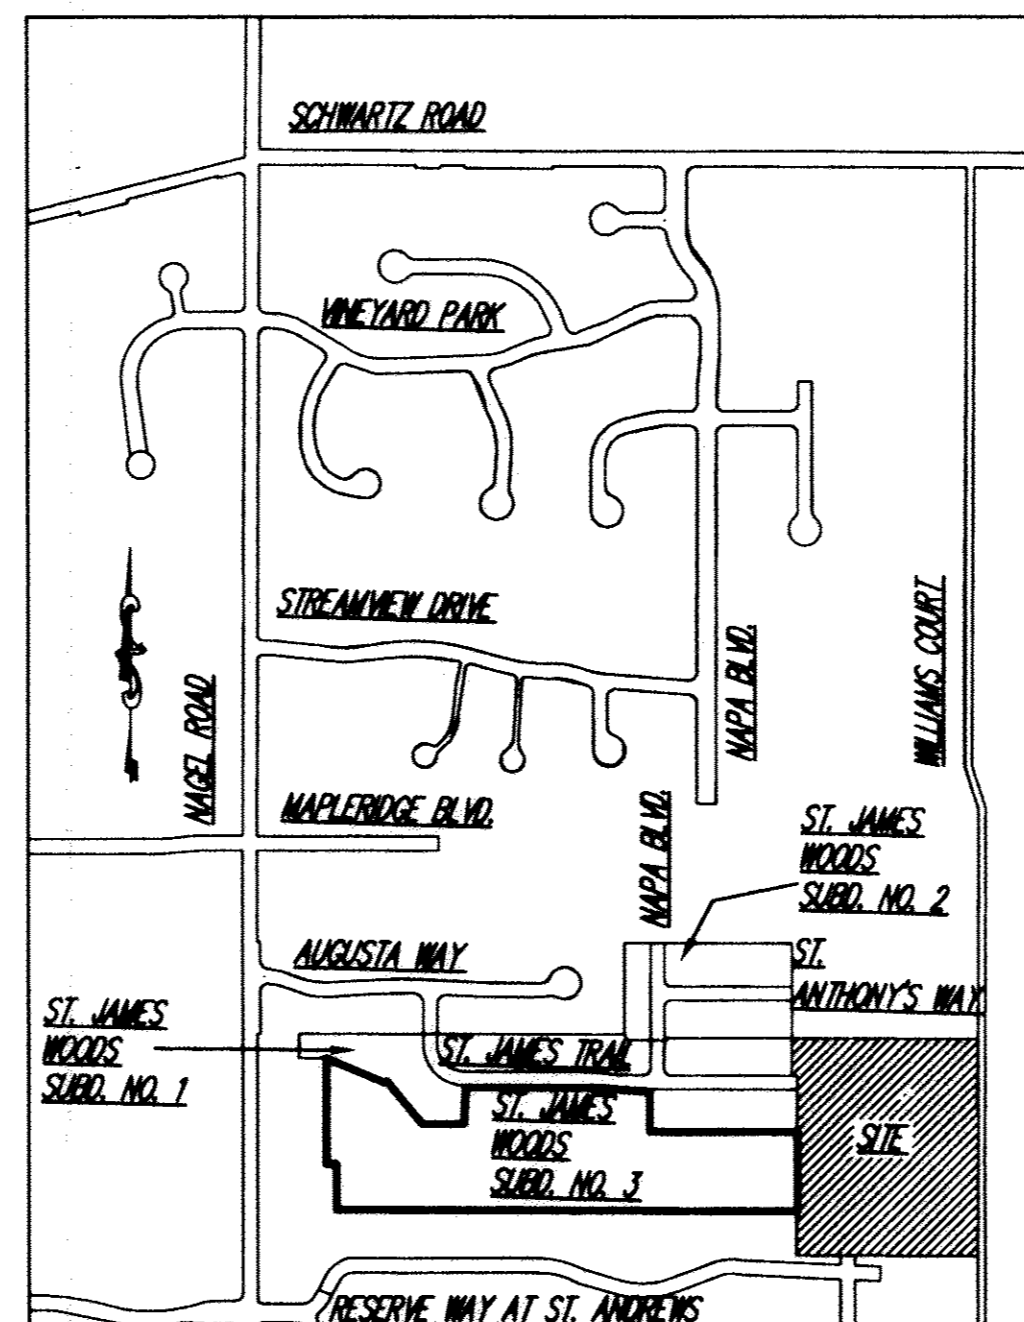 SCHWARTZ ROAD
VINEYARD PARK
STREAMVIEW DRIVE
NAGEL ROAD
NAPA BLVD.
WILLIAMS COURT
MAPLERIDGE BLVD.
NAPA BLVD.
ST. JAMES
WOODS
SUBD. NO. 2
AUGUSTA WAY
ST.
ANTHONY'S WAY
ST. JAMES
WOODS
SUBD. NO. 1
ST. JAMES TRAIL
ST. JAMES
WOODS
SUBD. NO. 3
SITE
RESERVE WAY AT ST. ANDREWS